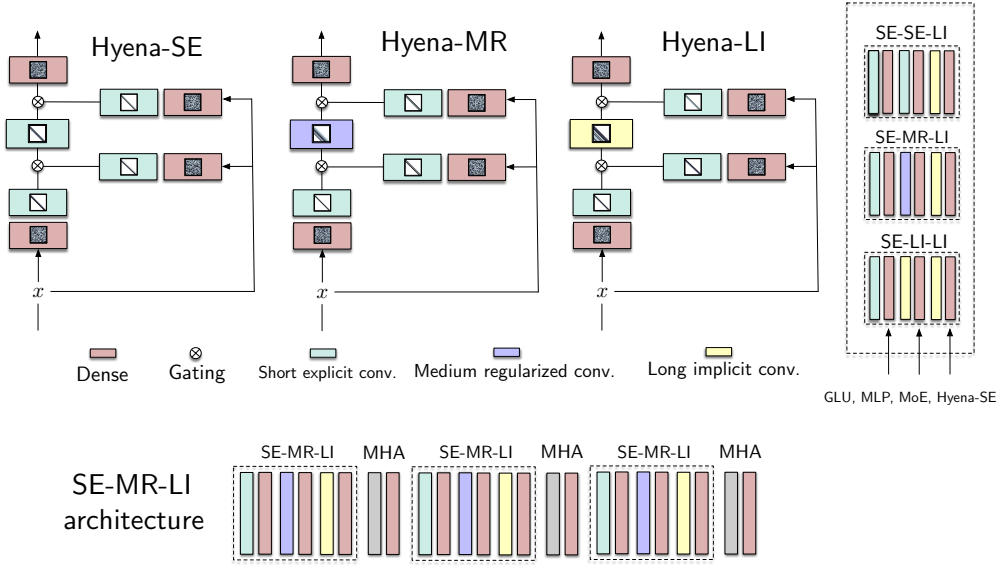 Hyena-SE
Hyena-MR
Hyena-LI
x
x
x
Dense
Gating
Short explicit conv.
Medium regularized conv.
Long implicit conv.
SE-SE-LI
SE-MR-LI
SE-LI-LI
GLU, MLP, MoE, Hyena-SE
SE-MR-LI
architecture
SE-MR-LI
MHA
SE-MR-LI
MHA
SE-MR-LI
MHA